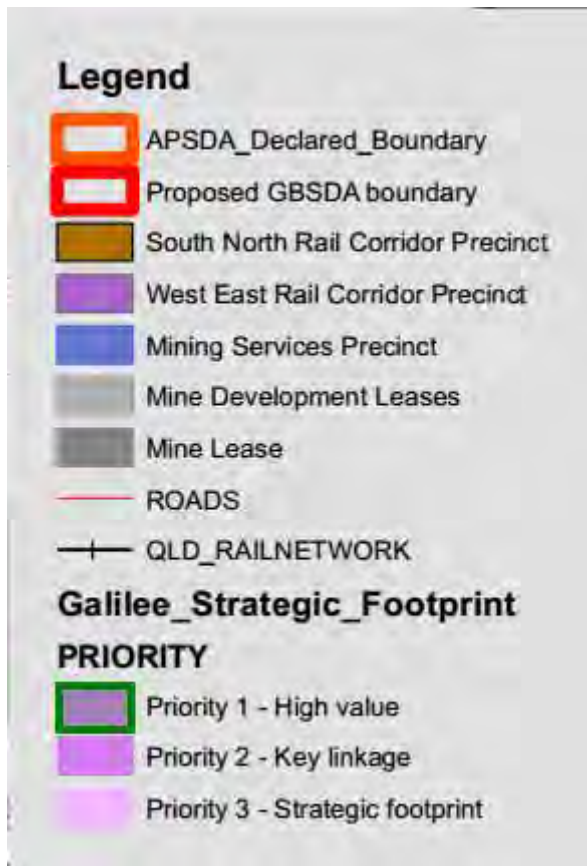 Legend
APSDA_Declared_Boundary
Proposed GBSDA boundary
South North Rail Corridor Precinct
West East Rail Corridor Precinct
Mining Services Precinct
Mine Development Leases
Mine Lease
ROADS
QLD_RAILNETWORK
Galilee_Strategic_Footprint
PRIORITY
Priority 1 - High value
Priority 2 - Key linkage
Priority 3 - Strategic footprint